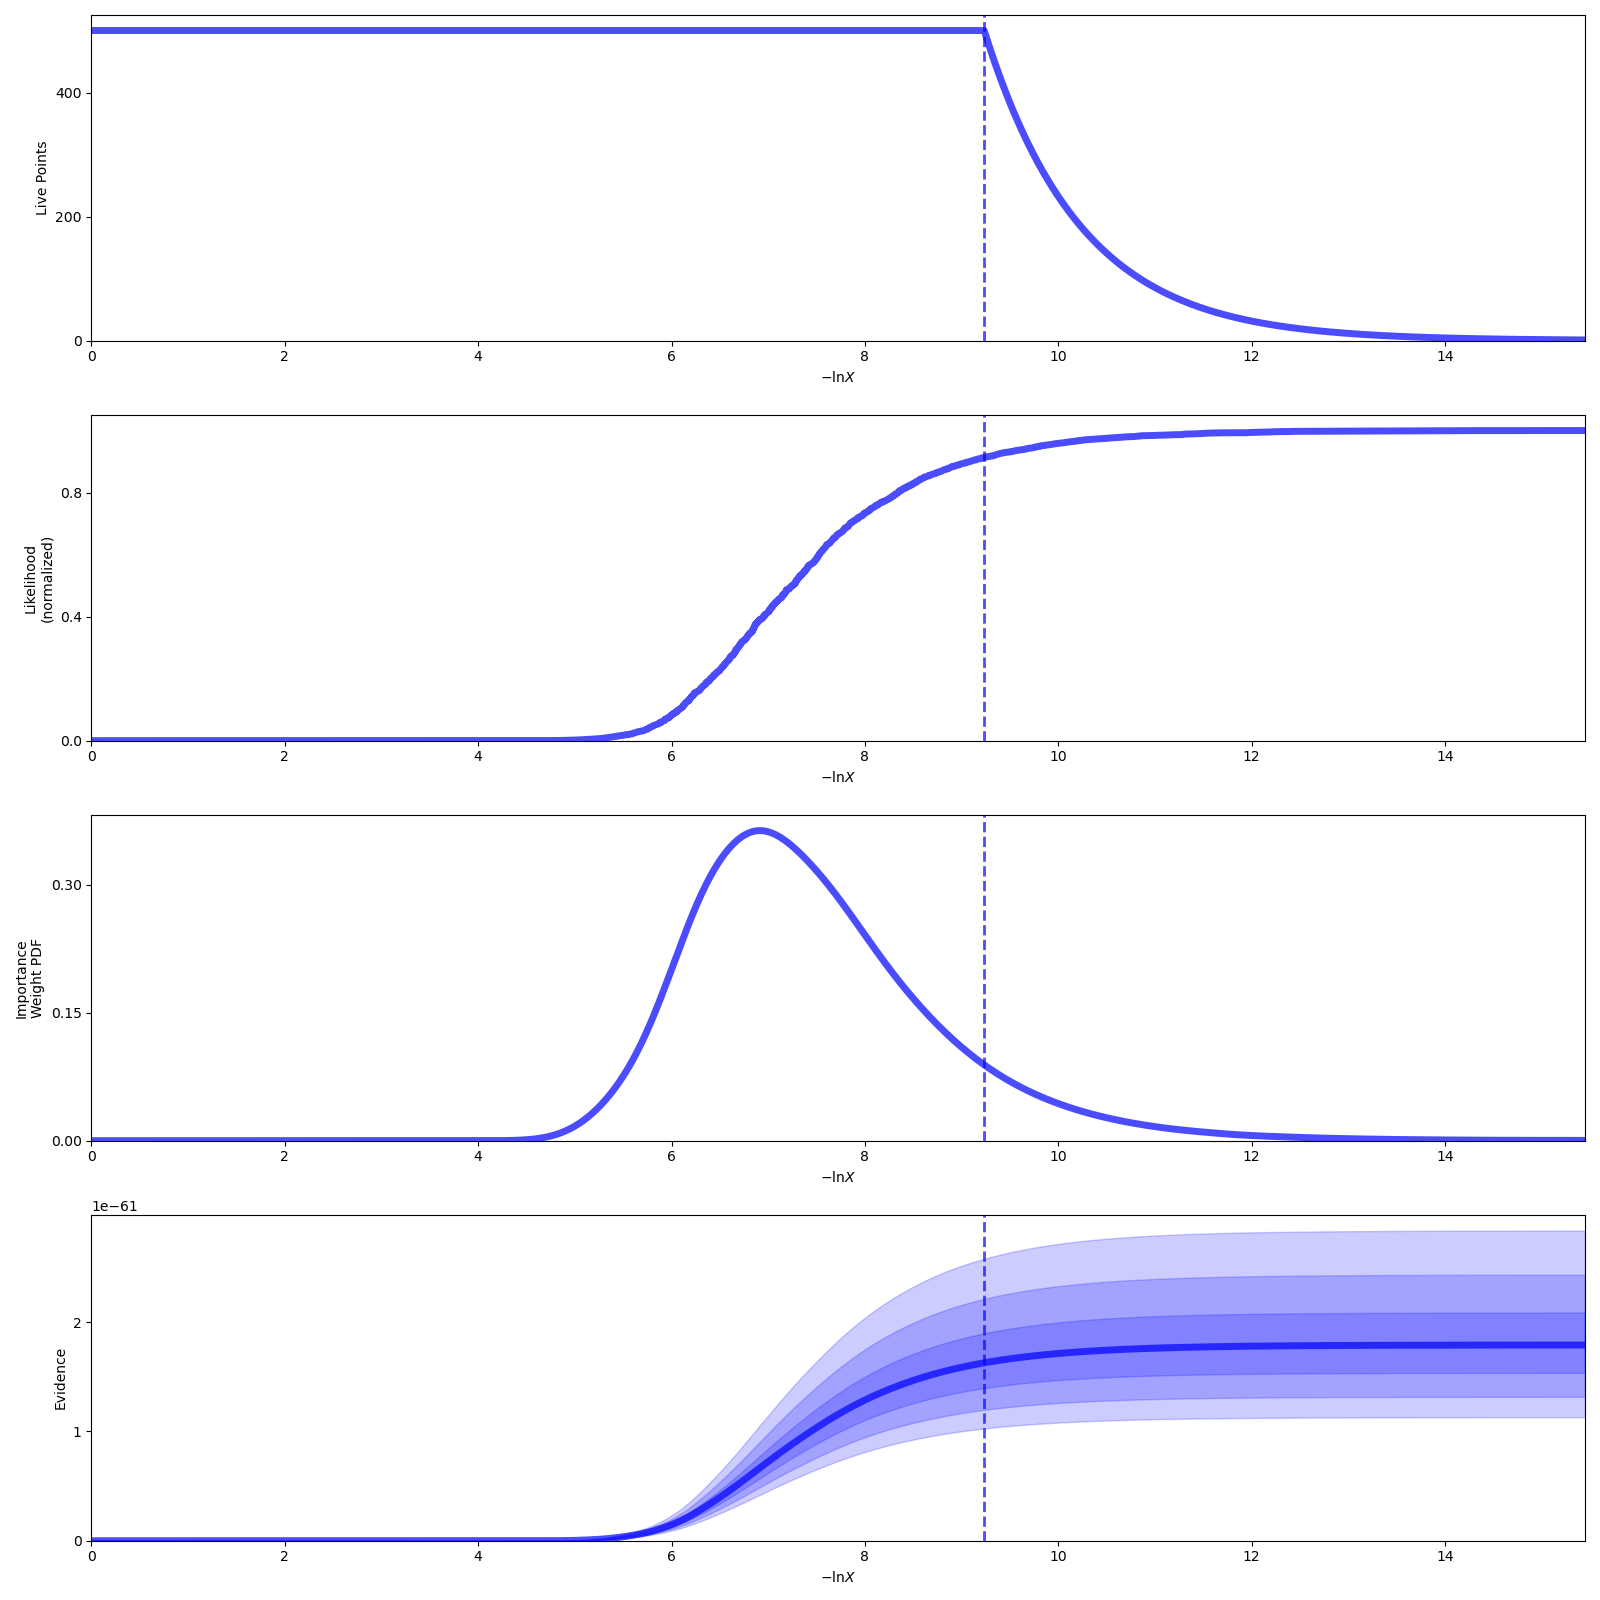 400
200
0
Live Points
0 2 4 6 8 10 12 14
−lnX
0.8
0.4
0.0
Likelihood
(normalized)
0 2 4 6 8 10 12 14
−lnX
0.30
0.15
0.00
Importance
Weight PDF
0 2 4 6 8 10 12 14
−lnX
1e−61
2
1
0
Evidence
0 2 4 6 8 10 12 14
−lnX